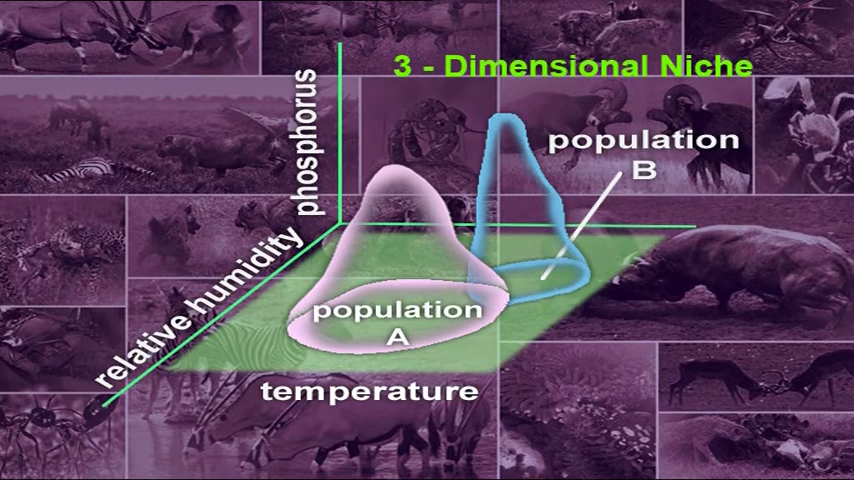 3 - Dimensional Niche
phosphorus
population
B
relative humidity
population
A
temperature